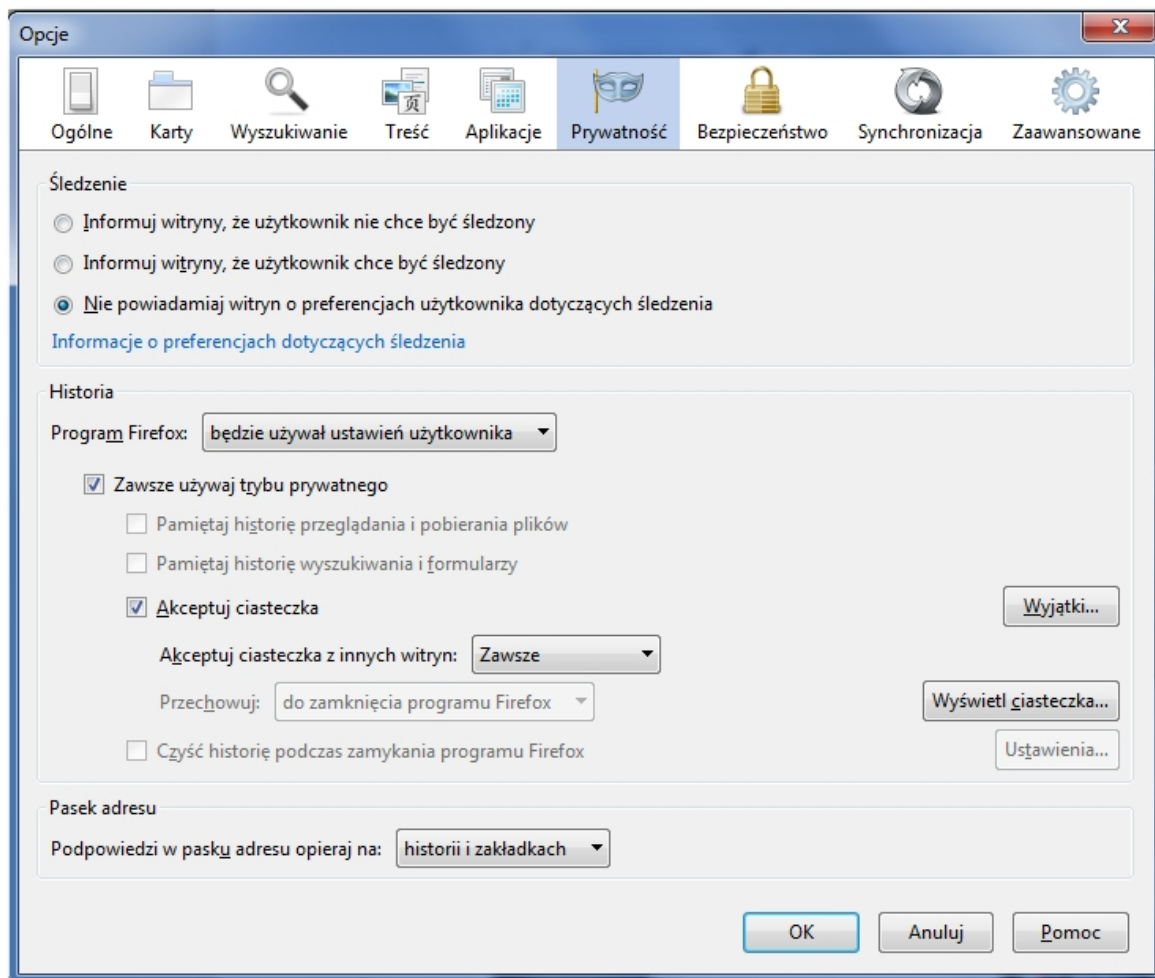 Opcje
Ogólne Karty Wyszukiwanie Treść Aplikacje Prywatność Bezpieczeństwo Synchronizacja Zaawansowane
页
Śledzenie
Informuj witryny, że użytkownik nie chce być śledzony
Informuj witryny, że użytkownik chce być śledzony
Nie powiadamiaj witryn o preferencjach użytkownika dotyczących śledzenia
Informacje o preferencjach dotyczących śledzenia
Historia
Program Firefox: będzie używał ustawień użytkownika
Zawsze używaj trybu prywatnego
Pamiętaj historię przeglądania i pobierania plików
Pamiętaj historię wyszukiwania i formularzy
Akceptuj ciasteczka Wyjątki...
Akceptuj ciasteczka z innych witryn: Zawsze
Przechowuj: do zamknięcia programu Firefox Wyświetl ciasteczka...
Czyść historię podczas zamykania programu Firefox Ustawienia...
Pasek adresu
Podpowiedzi w pasku adresu opieraj na: historii i zakładkach
OK Anuluj Pomoc